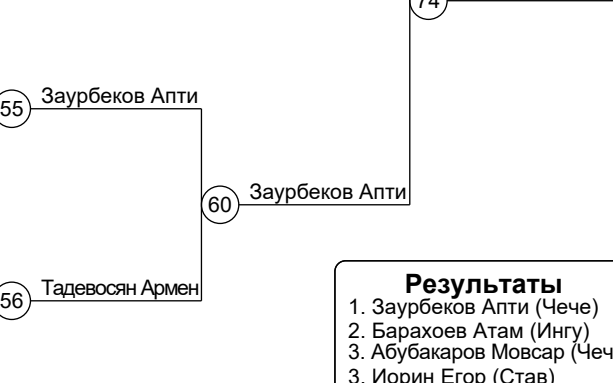 74
Заурбеков Апти
55
Заурбеков Апти
60
Тадевосян Армен
56
Результаты
1. Заурбеков Апти (Чече)
2. Барахоев Атам (Ингу)
3. Абубакаров Мовсар (Чеч
3. Иорин Егор (Став)